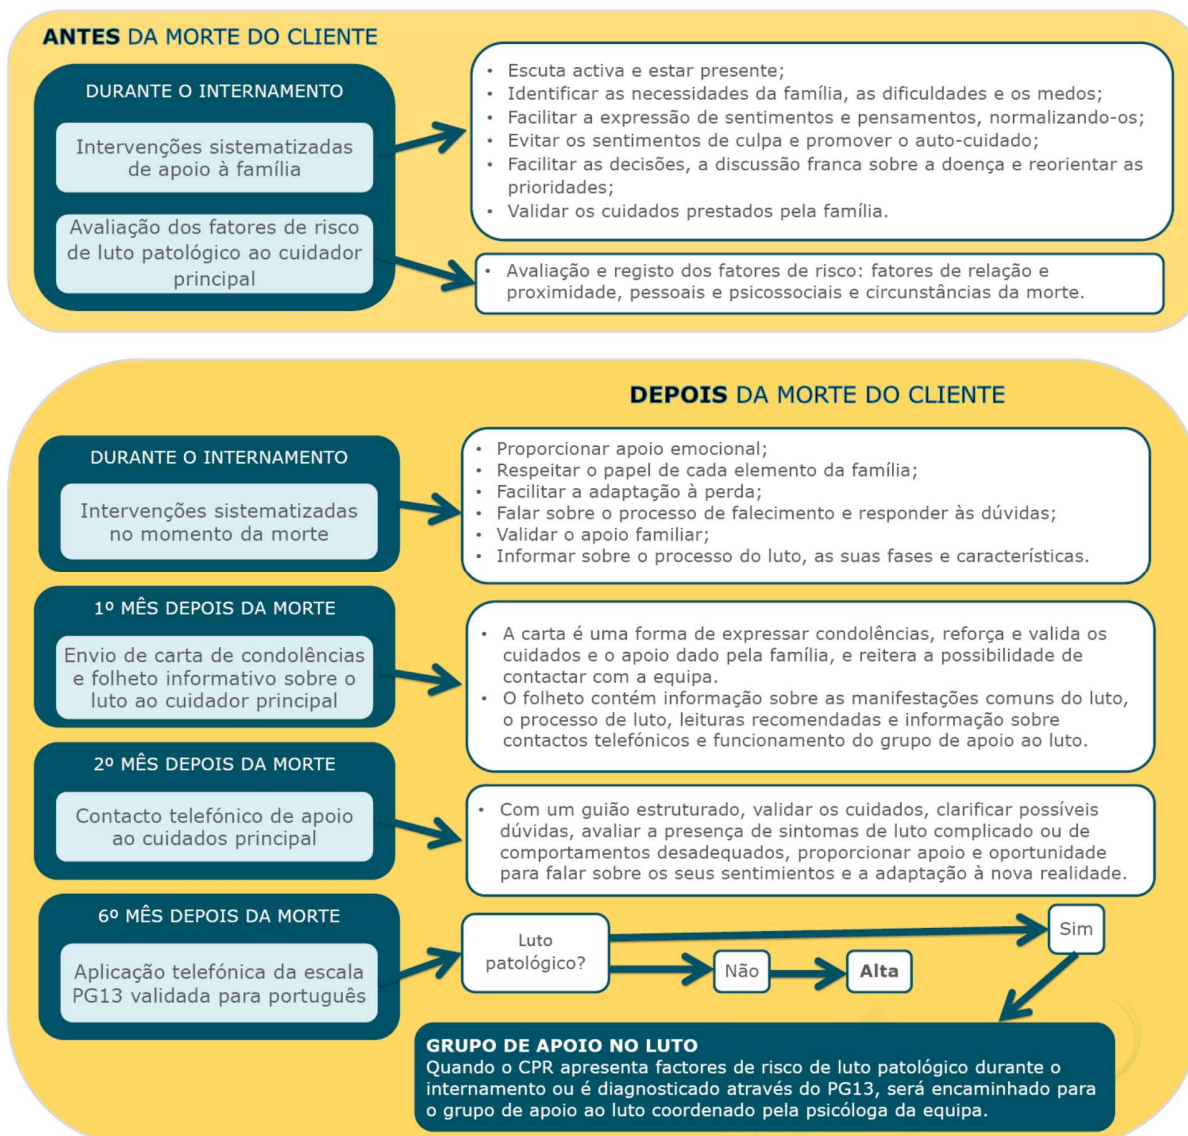 ANTES DA MORTE DO CLIENTE
DURANTE O INTERNAMENTO
Intervenções sistematizadas
de apoio à família
• Escuta activa e estar presente;
• Identificar as necessidades da família, as dificuldades e os medos;
• Facilitar a expressão de sentimentos e pensamentos, normalizando-os;
• Evitar os sentimentos de culpa e promover o auto-cuidado;
• Facilitar as decisões, a discussão franca sobre a doença e reorientar as
prioridades;
• Validar os cuidados prestados pela família.
Avaliação dos fatores de risco
de luto patológico ao cuidador
principal
• Avaliação e registo dos fatores de risco: fatores de relação e
proximidade, pessoais e psicossociais e circunstâncias da morte.
DEPOIS DA MORTE DO CLIENTE
DURANTE O INTERNAMENTO
Intervenções sistematizadas
no momento da morte
• Proporcionar apoio emocional;
• Respeitar o papel de cada elemento da família;
• Facilitar a adaptação à perda;
• Falar sobre o processo de falecimento e responder às dúvidas;
• Validar o apoio familiar;
• Informar sobre o processo do luto, as suas fases e características.
1º MÊS DEPOIS DA MORTE
Envio de carta de condolências
e folheto informativo sobre o
luto ao cuidador principal
• A carta é uma forma de expressar condolências, reforça e valida os
cuidados e o apoio dado pela família, e reitera a possibilidade de
contactar com a equipa.
• O folheto contém informação sobre as manifestações comuns do luto,
o processo de luto, leituras recomendadas e informação sobre
contactos telefónicos e funcionamento do grupo de apoio ao luto.
2º MÊS DEPOIS DA MORTE
Contacto telefónico de apoio
ao cuidados principal
• Com um guião estruturado, validar os cuidados, clarificar possíveis
dúvidas, avaliar a presença de sintomas de luto complicado ou de
comportamentos desadequados, proporcionar apoio e oportunidade
para falar sobre os seus sentimientos e a adaptação à nova realidade.
6º MÊS DEPOIS DA MORTE
Aplicação telefónica da escala
PG13 validada para português
Luto
patológico?
Sim
Não
Alta
GRUPO DE APOIO NO LUTO
Quando o CPR apresenta factores de risco de luto patológico durante o
internamento ou é diagnosticado através do PG13, será encaminhado para
o grupo de apoio ao luto coordenado pela psicóloga da equipa.